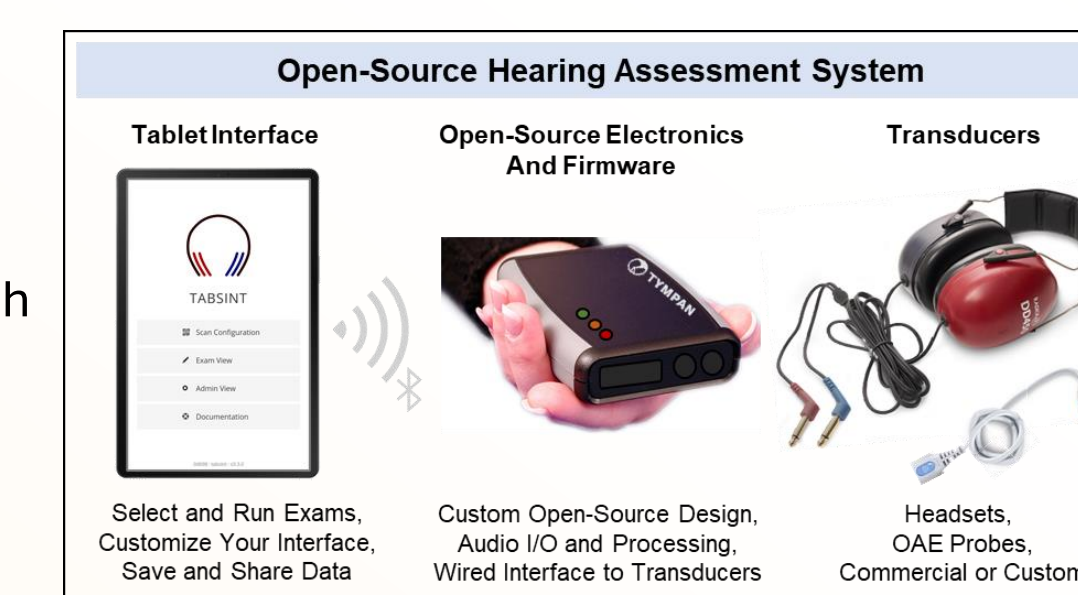 Open-Source Hearing Assessment System
Tablet Interface
TABSINT
Scan Configuration
Exam View
Admin View
Documentation
Select and Run Exams,
Customize Your Interface,
Save and Share Data
Open-Source Electronics
And Firmware
TYMPAN
Custom Open-Source Design,
Audio I/O and Processing,
Wired Interface to Transducers
Transducers
Headsets,
OAE Probes,
Commercial or Custom
h